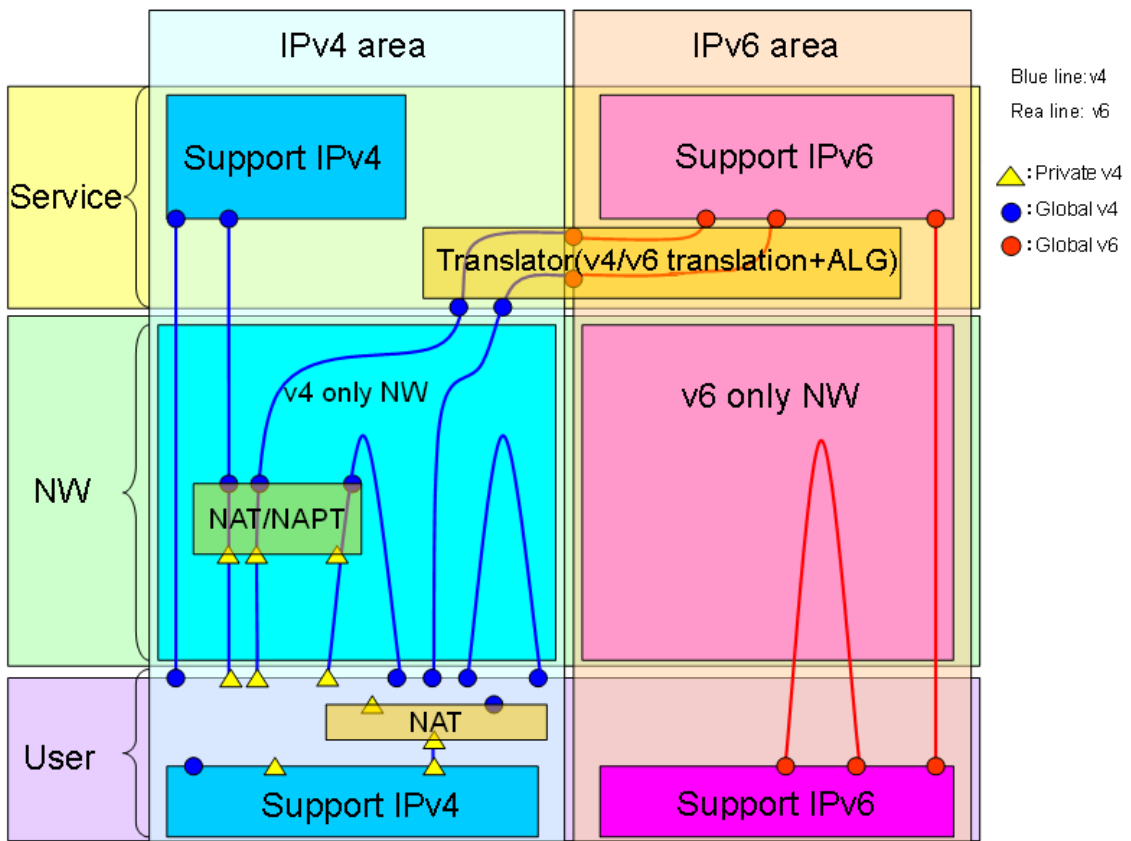 IPv4 area
IPv6 area
Blue line:v4
Rea line: v6
Support IPv4
Support IPv6
:Private v4
Service
:Global v4
:Global v6
Translator(v4/v6 translation+ALG)
v4 only NW
v6 only NW
NW
NAT/NAPT
NAT
User
Support IPv4
Support IPv6